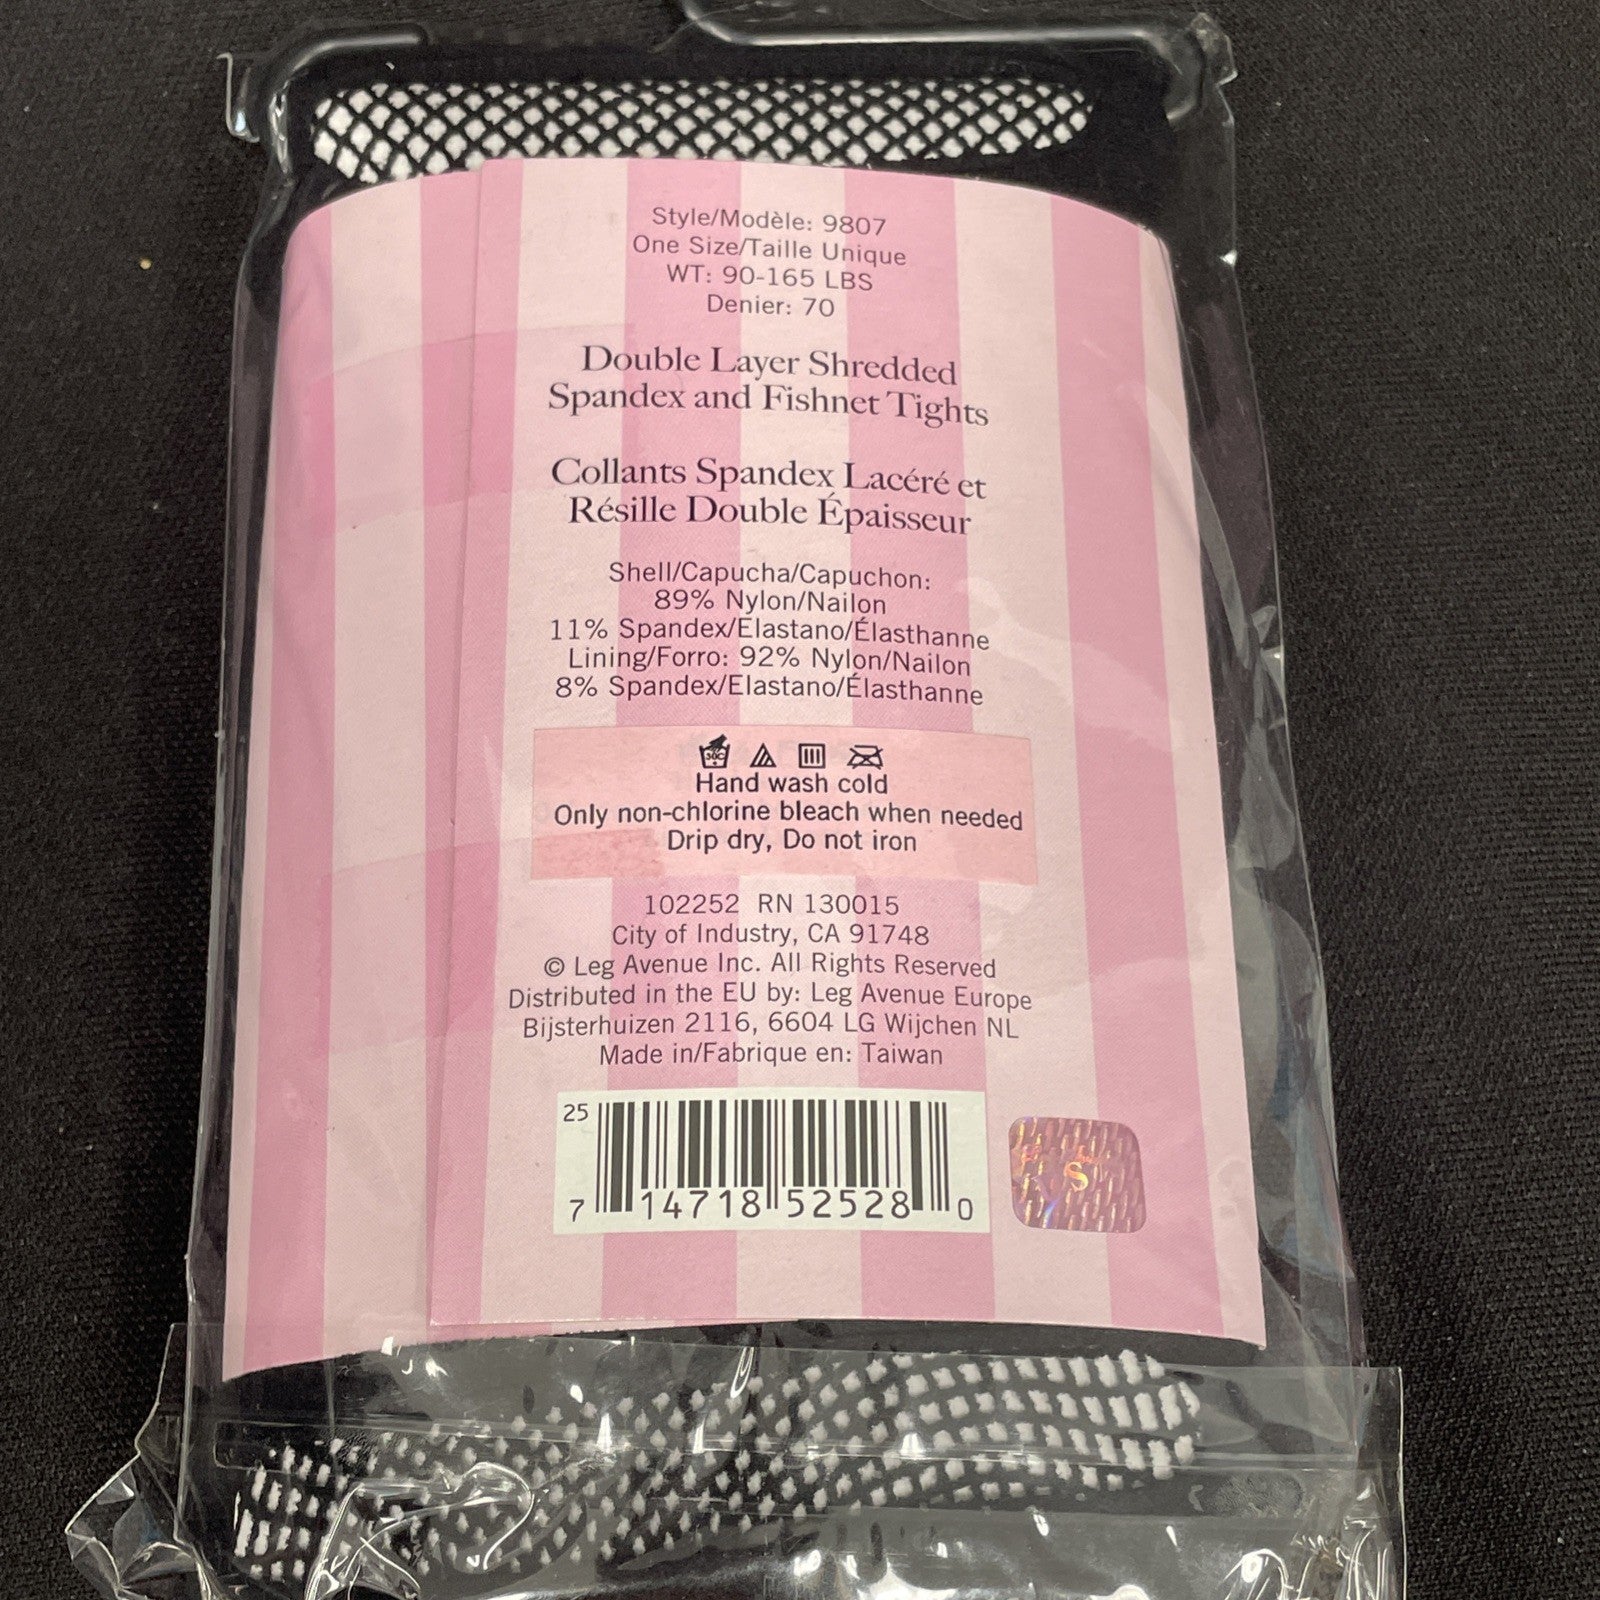 Style/Modèle: 9807
One Size/Taille Unique
WT: 90-165 LBS
Denier: 70
Double Layer Shredded
Spandex and Fishnet Tights
Collants Spandex Lacéré et
Résille Double Épaisseur
Shell/Capucha/Capuchon:
89% Nylon/Nailon
11% Spandex/Elastano/Élasthanne
Lining/Forro: 92% Nylon/Nailon
8% Spandex/Elastano/Élasthanne
30C
Hand wash cold
Only non-chlorine bleach when needed
Drip dry, Do not iron
102252 RN 130015
City of Industry, CA 91748
© Leg Avenue Inc. All Rights Reserved
Distributed in the EU by: Leg Avenue Europe
Bijsterhuizen 2116, 6604 LG Wijchen NL
Made in/Fabrique en: Taiwan
25
7 14718 52528 0